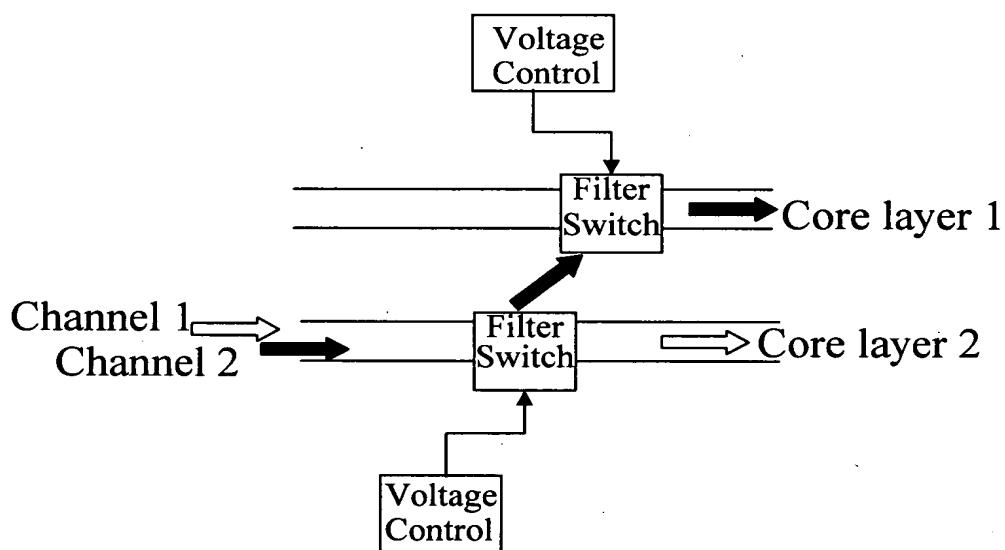 Voltage
Control
Filter
Switch
Core layer 1
Channel 1
Channel 2
Filter
Switch
Core layer 2
Voltage
Control